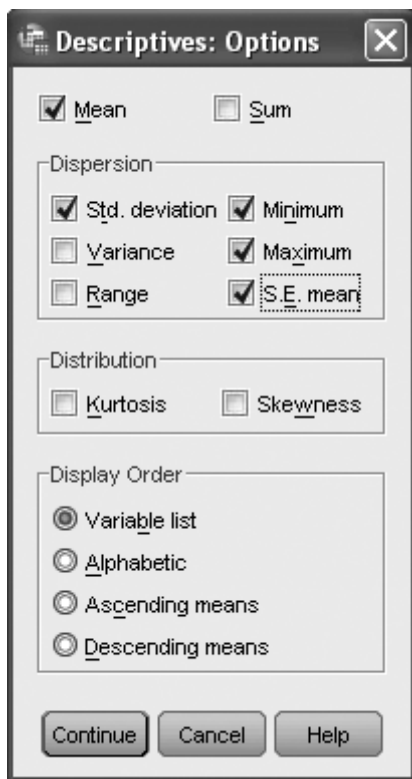 Descriptives: Options
Mean Sum
Dispersion
Std. deviation Minimum
Variance Maximum
Range S.E. mean
Distribution
Kurtosis Skewness
Display Order
Variable list
Alphabetic
Ascending means
Descending means
Continue Cancel Help